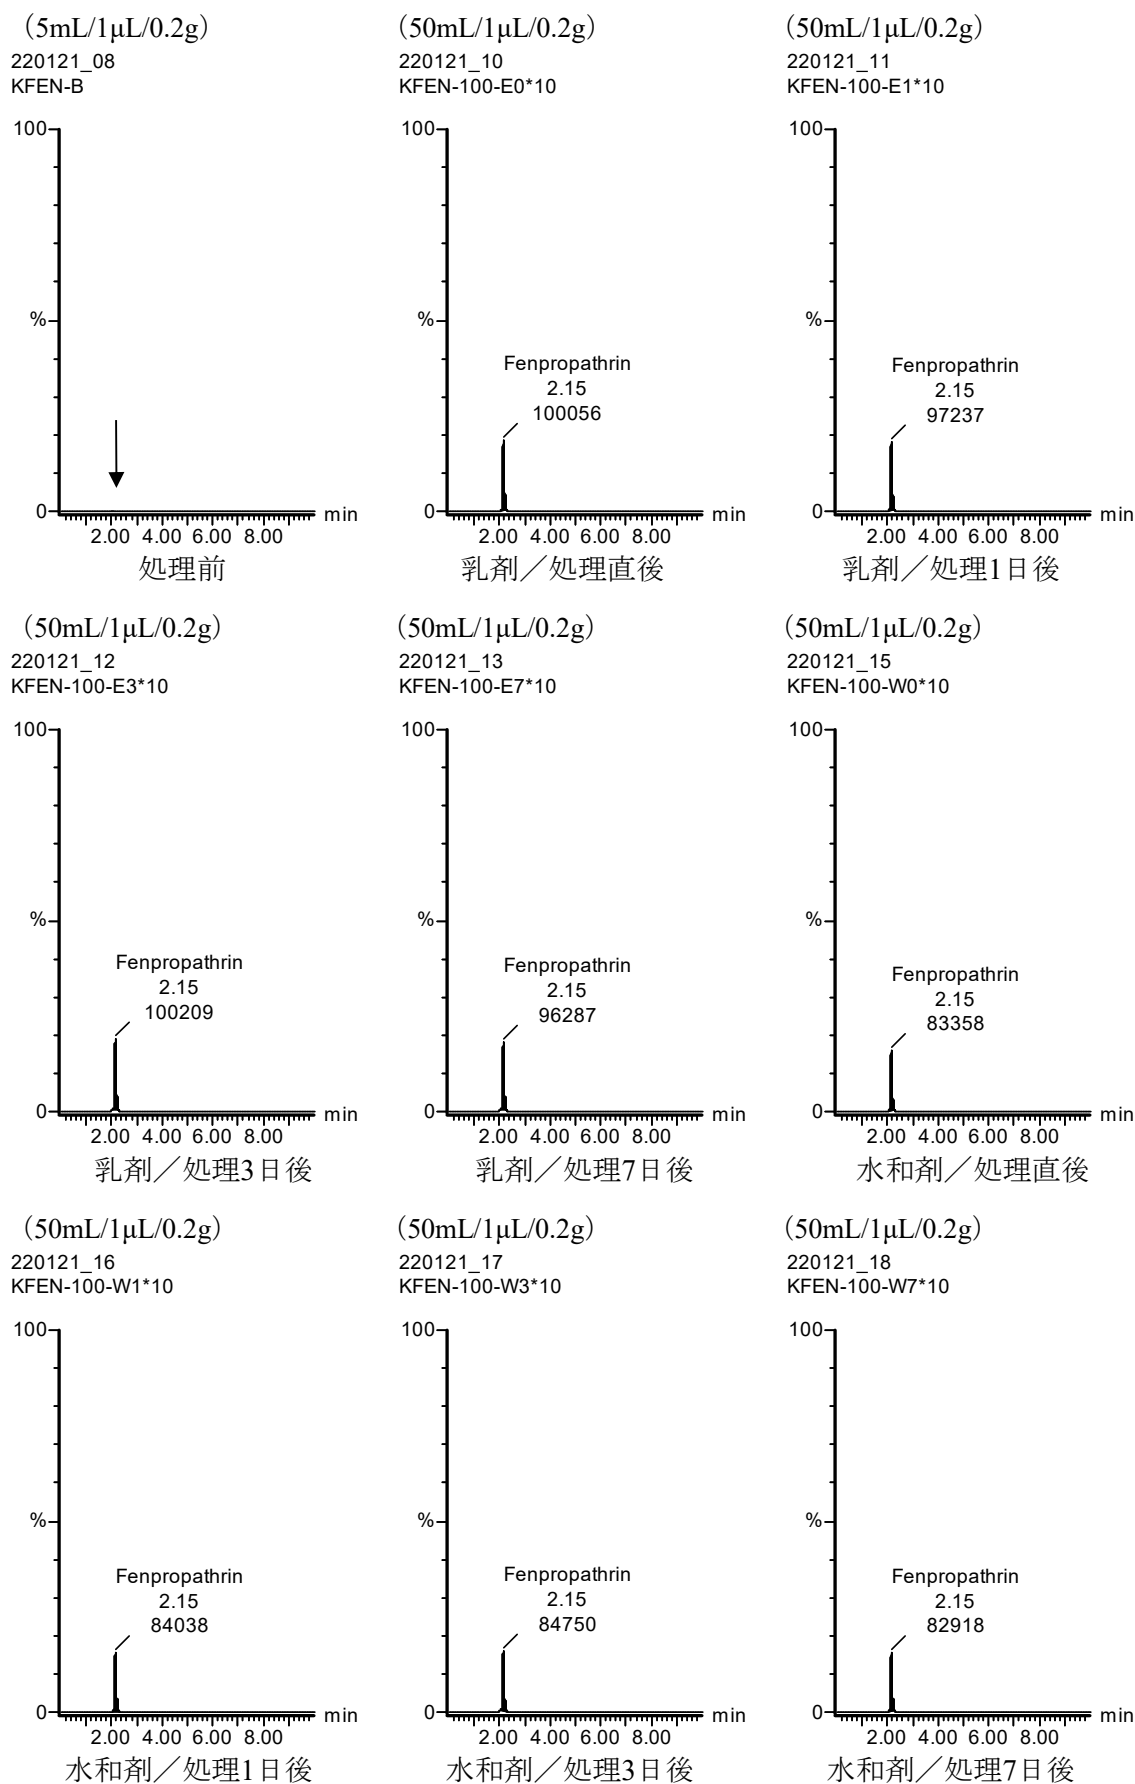 (5mL/1μL/0.2g)
220121_08
KFEN-B
100
%
0
2.00 4.00 6.00 8.00 min
処理前
(50mL/1μL/0.2g)
220121_10
KFEN-100-E0*10
100
%
Fenpropathrin
2.15
100056
0
2.00 4.00 6.00 8.00 min
乳剤／処理直後
(50mL/1μL/0.2g)
220121_11
KFEN-100-E1*10
100
%
Fenpropathrin
2.15
97237
0
2.00 4.00 6.00 8.00 min
乳剤／処理1日後
(50mL/1μL/0.2g)
220121_12
KFEN-100-E3*10
100
%
Fenpropathrin
2.15
100209
0
2.00 4.00 6.00 8.00 min
乳剤／処理3日後
(50mL/1μL/0.2g)
220121_13
KFEN-100-E7*10
100
%
Fenpropathrin
2.15
96287
0
2.00 4.00 6.00 8.00 min
乳剤／処理7日後
(50mL/1μL/0.2g)
220121_15
KFEN-100-W0*10
100
%
Fenpropathrin
2.15
83358
0
2.00 4.00 6.00 8.00 min
水和剤／処理直後
(50mL/1μL/0.2g)
220121_16
KFEN-100-W1*10
100
%
Fenpropathrin
2.15
84038
0
2.00 4.00 6.00 8.00 min
水和剤／処理1日後
(50mL/1μL/0.2g)
220121_17
KFEN-100-W3*10
100
%
Fenpropathrin
2.15
84750
0
2.00 4.00 6.00 8.00 min
水和剤／処理3日後
(50mL/1μL/0.2g)
220121_18
KFEN-100-W7*10
100
%
Fenpropathrin
2.15
82918
0
2.00 4.00 6.00 8.00 min
水和剤／処理7日後